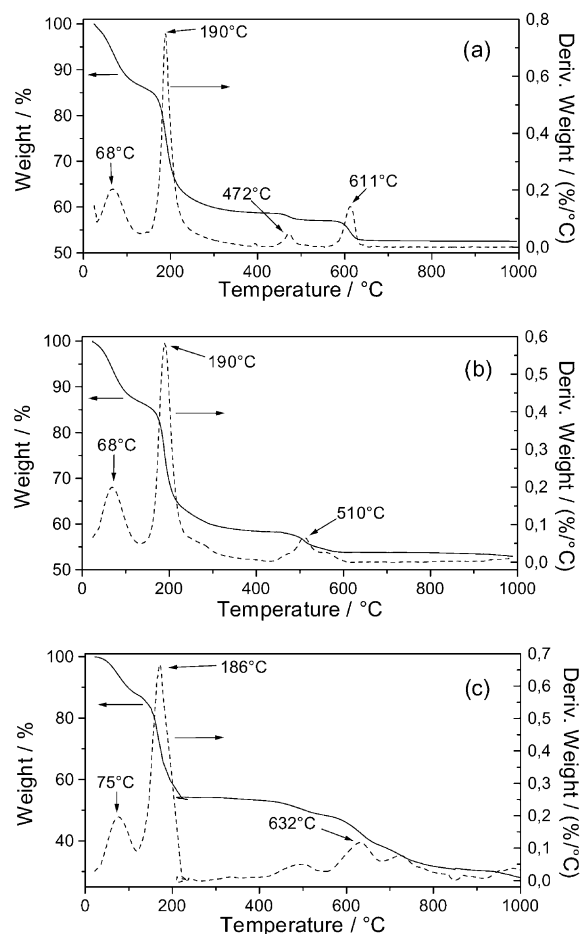 100
90
80
70
60
50
Weight / %
0,8
0,6
0,4
0,2
0,0
Deriv. Weight / (%/°C)
190°C
(a)
68°C
472°C
611°C
0 200 400 600 800 1000
Temperature / °C
100
90
80
70
60
50
Weight / %
0,6
0,5
0,4
0,3
0,2
0,1
0,0
Deriv. Weight / (%/°C)
190°C
(b)
68°C
510°C
0 200 400 600 800 1000
Temperature / °C
100
80
60
40
Weight / %
0,7
0,6
0,5
0,4
0,3
0,2
0,1
0,0
Deriv. Weight / (%/°C)
186°C
(c)
75°C
632°C
0 200 400 600 800 1000
Temperature / °C